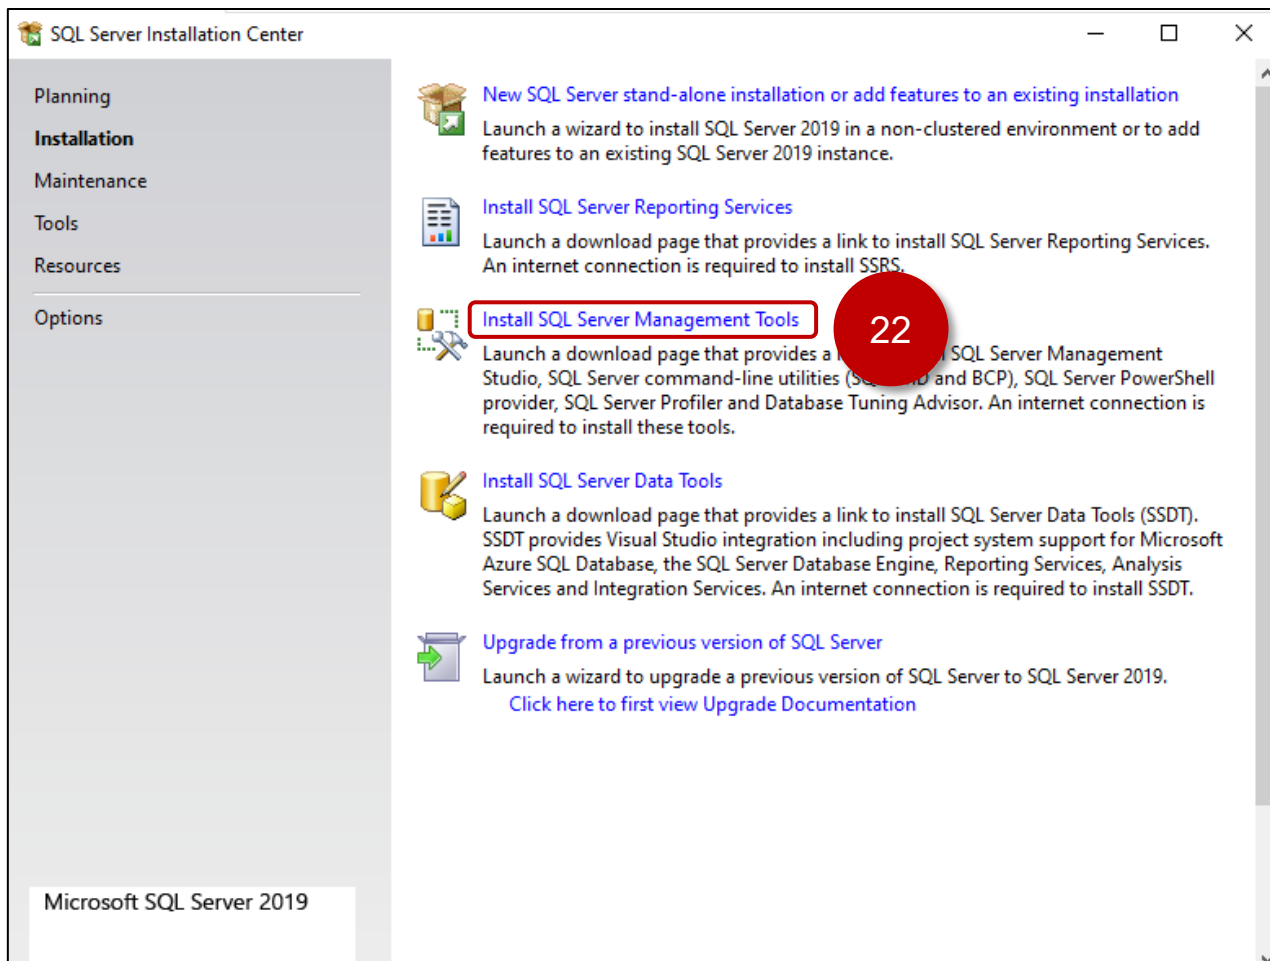 SQL Server Installation Center
Planning
Installation
Maintenance
Tools
Resources
Options
New SQL Server stand-alone installation or add features to an existing installation
Launch a wizard to install SQL Server 2019 in a non-clustered environment or to add
features to an existing SQL Server 2019 instance.
Install SQL Server Reporting Services
Launch a download page that provides a link to install SQL Server Reporting Services.
An internet connection is required to install SSRS.
Install SQL Server Management Tools
22
Launch a download page that provides a SQL Server Management
Studio, SQL Server command-line utilities and BCP), SQL Server PowerShell
provider, SQL Server Profiler and Database Tuning Advisor. An internet connection is
required to install these tools.
Install SQL Server Data Tools
Launch a download page that provides a link to install SQL Server Data Tools (SSDT).
SSDT provides Visual Studio integration including project system support for Microsoft
Azure SQL Database, the SQL Server Database Engine, Reporting Services, Analysis
Services and Integration Services. An internet connection is required to install SSDT.
Upgrade from a previous version of SQL Server
Launch a wizard to upgrade a previous version of SQL Server to SQL Server 2019.
Click here to first view Upgrade Documentation
Microsoft SQL Server 2019